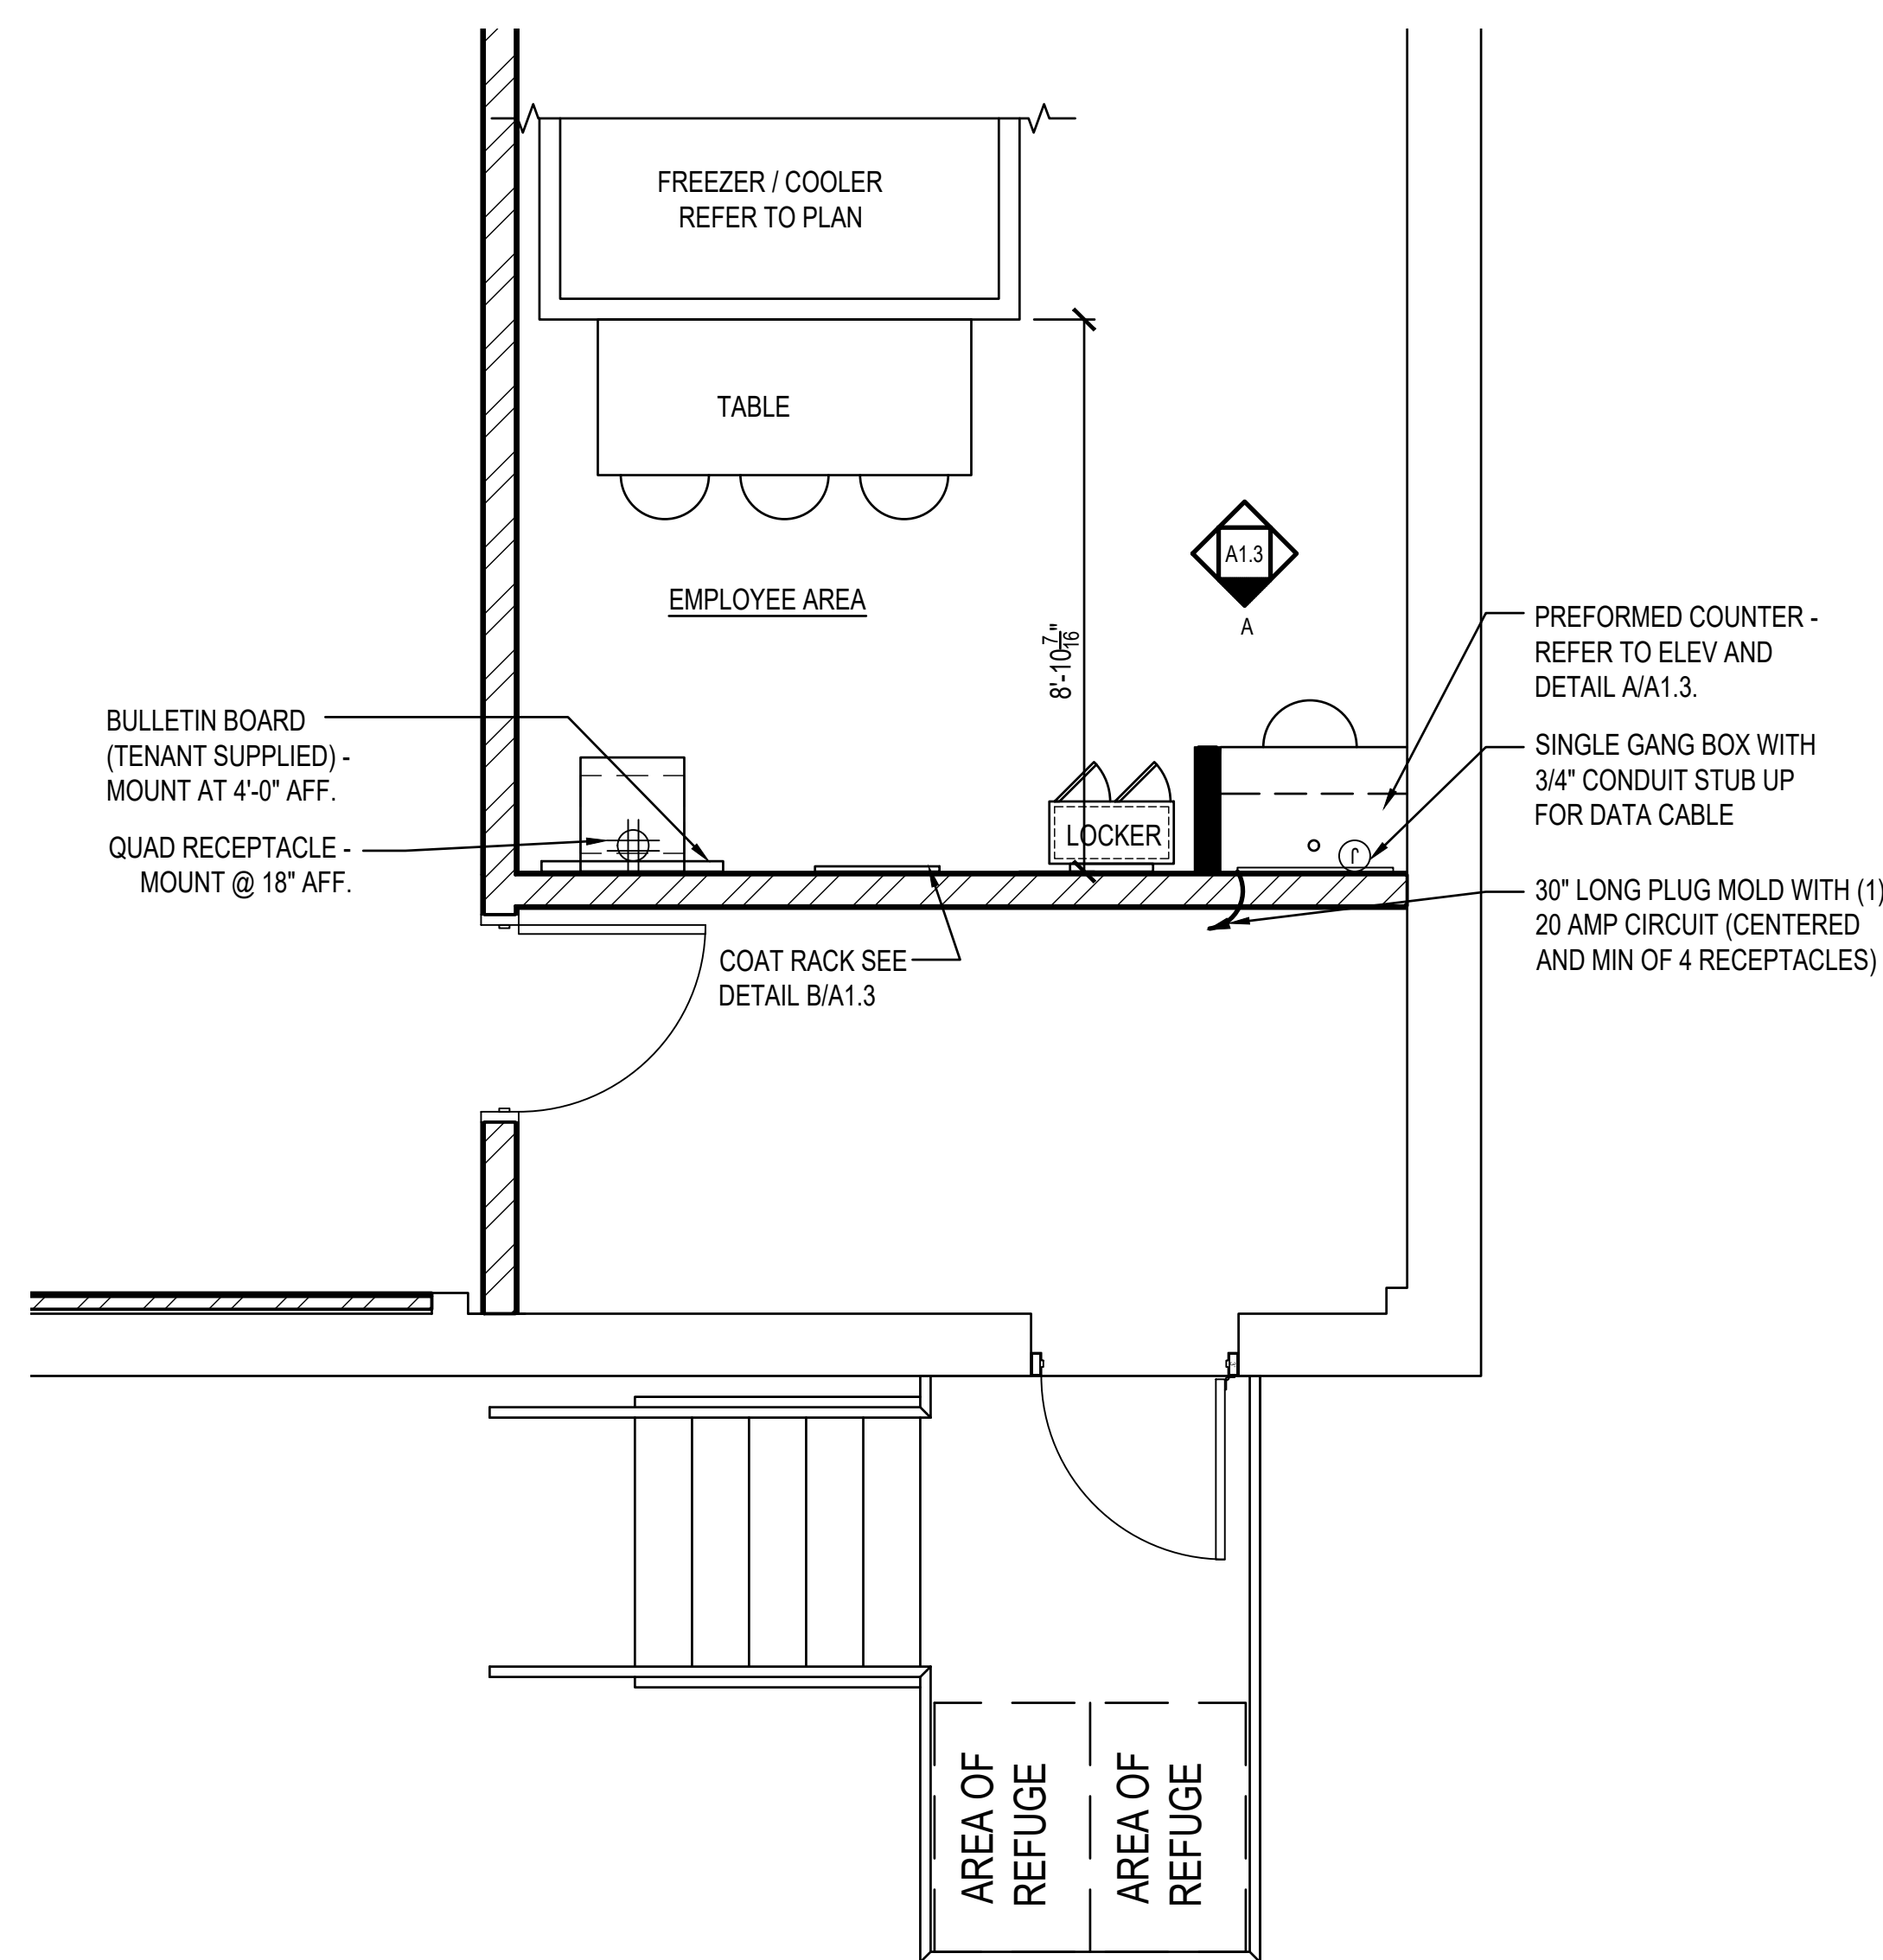 FREEZER / COOLER
REFER TO PLAN
TABLE
EMPLOYEE AREA
A1.3
A
8'-10 7/16"
PREFORMED COUNTER -
REFER TO ELEV AND
DETAIL A/A1.3.
BULLETIN BOARD
(TENANT SUPPLIED) -
MOUNT AT 4'-0" AFF.
SINGLE GANG BOX WITH
3/4" CONDUIT STUB UP
FOR DATA CABLE
QUAD RECEPTACLE -
MOUNT @ 18" AFF.
LOCKER
30" LONG PLUG MOLD WITH (1)
20 AMP CIRCUIT (CENTERED
AND MIN OF 4 RECEPTACLES)
COAT RACK SEE
DETAIL B/A1.3
AREA OF
REFUGE
AREA OF
REFUGE